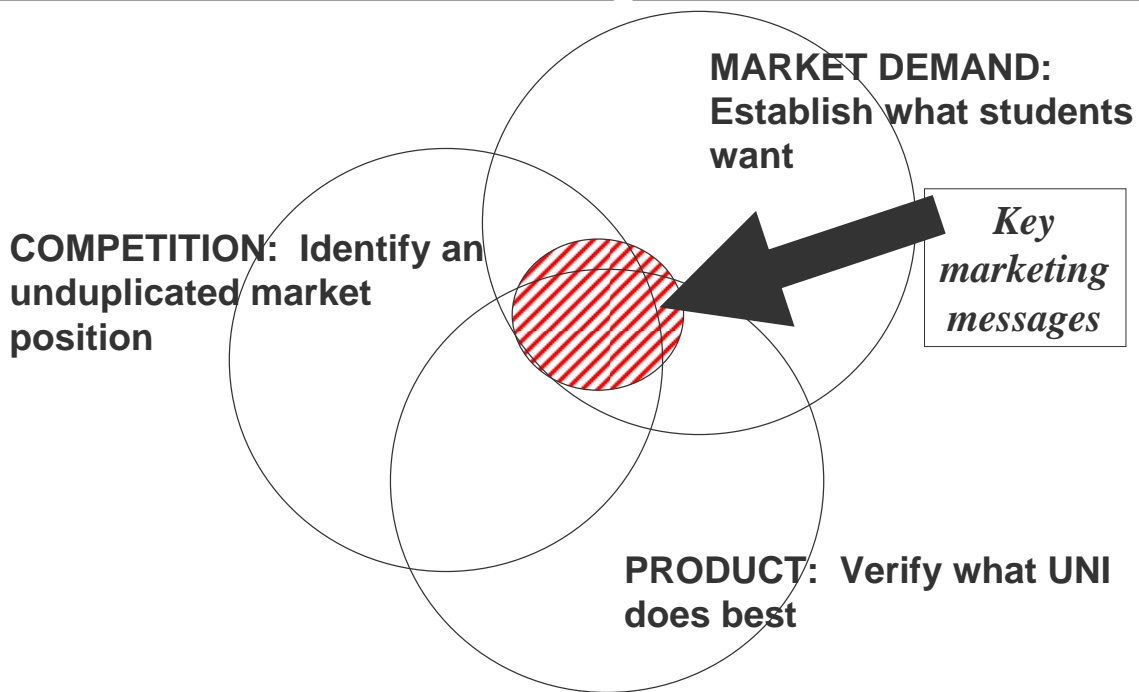 MARKET DEMAND:
Establish what students
want
COMPETITION:  Identify an
unduplicated market
position
Key
marketing
messages
PRODUCT:  Verify what UNI
does best